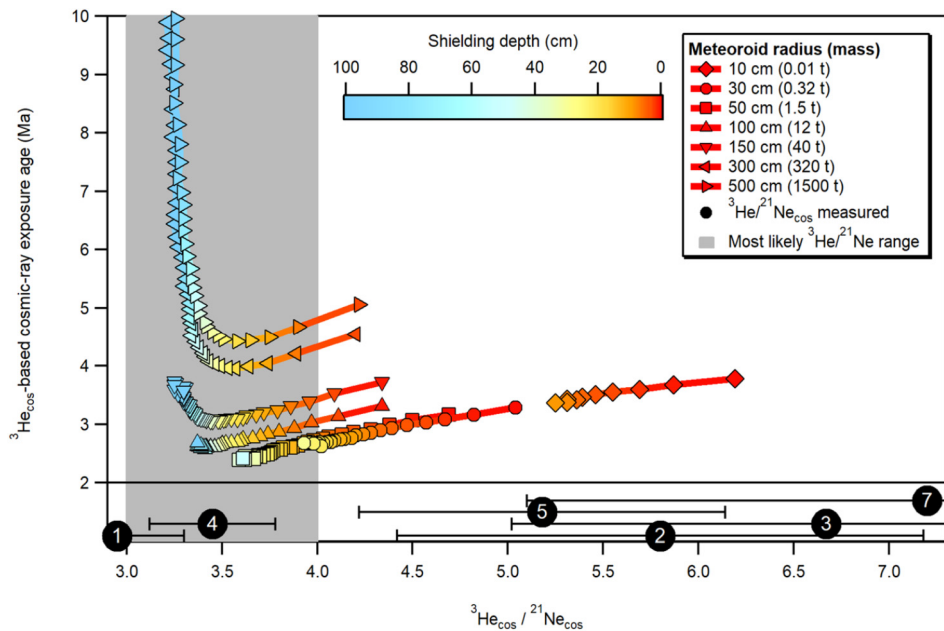 10
9
8
7
6
5
4
3
2
³Hecos-based cosmic-ray exposure age (Ma)
Shielding depth (cm)
100 80 60 40 20 0
Meteoroid radius (mass)
10 cm (0.01 t)
30 cm (0.32 t)
50 cm (1.5 t)
100 cm (12 t)
150 cm (40 t)
300 cm (320 t)
500 cm (1500 t)
³He/²¹Necos measured
Most likely ³He/²¹Ne range
7
5
4
3
1
2
3.0 3.5 4.0 4.5 5.0 5.5 6.0 6.5 7.0
³Hecos / ²¹Necos